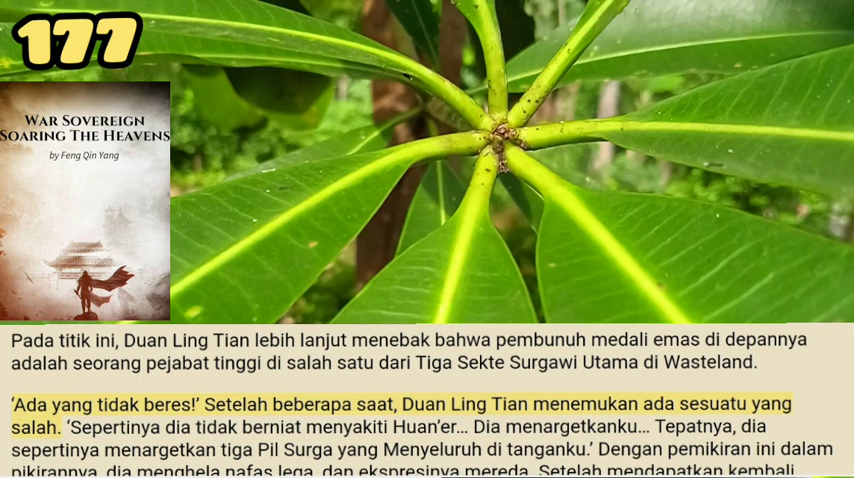 177
WAR SOVEREIGN
SOARING THE HEAVENS
by Feng Qin Yang
Pada titik ini, Duan Ling Tian lebih lanjut menebak bahwa pembunuh medali emas di depannya
adalah seorang pejabat tinggi di salah satu dari Tiga Sekte Surgawi Utama di Wasteland.
‘Ada yang tidak beres!’ Setelah beberapa saat, Duan Ling Tian menemukan ada sesuatu yang
salah. ‘Sepertinya dia tidak berniat menyakiti Huan’er… Dia menargetkanku… Tepatnya, dia
sepertinya menargetkan tiga Pil Surga yang Menyeluruh di tanganku.’ Dengan pemikiran ini dalam
pikirannya, dia menghela nafas lega, dan ekspresinya mereda. Setelah mendapatkan kembali